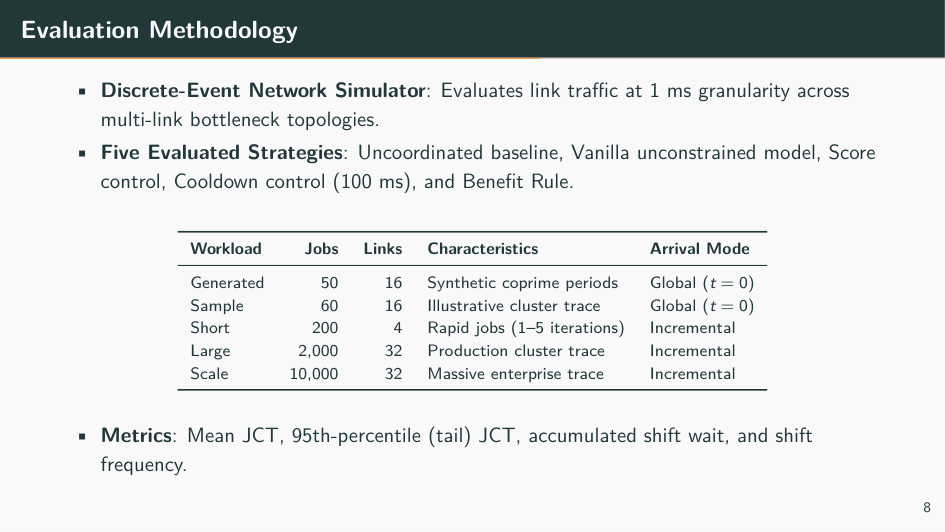 Evaluation Methodology
▪ Discrete-Event Network Simulator: Evaluates link traffic at 1 ms granularity across
multi-link bottleneck topologies.
▪ Five Evaluated Strategies: Uncoordinated baseline, Vanilla unconstrained model, Score
control, Cooldown control (100 ms), and Benefit Rule.
Workload Jobs Links Characteristics Arrival Mode
Generated 50 16 Synthetic coprime periods Global (t = 0)
Sample 60 16 Illustrative cluster trace Global (t = 0)
Short 200 4 Rapid jobs (1–5 iterations) Incremental
Large 2,000 32 Production cluster trace Incremental
Scale 10,000 32 Massive enterprise trace Incremental
▪ Metrics: Mean JCT, 95th-percentile (tail) JCT, accumulated shift wait, and shift
frequency.
8